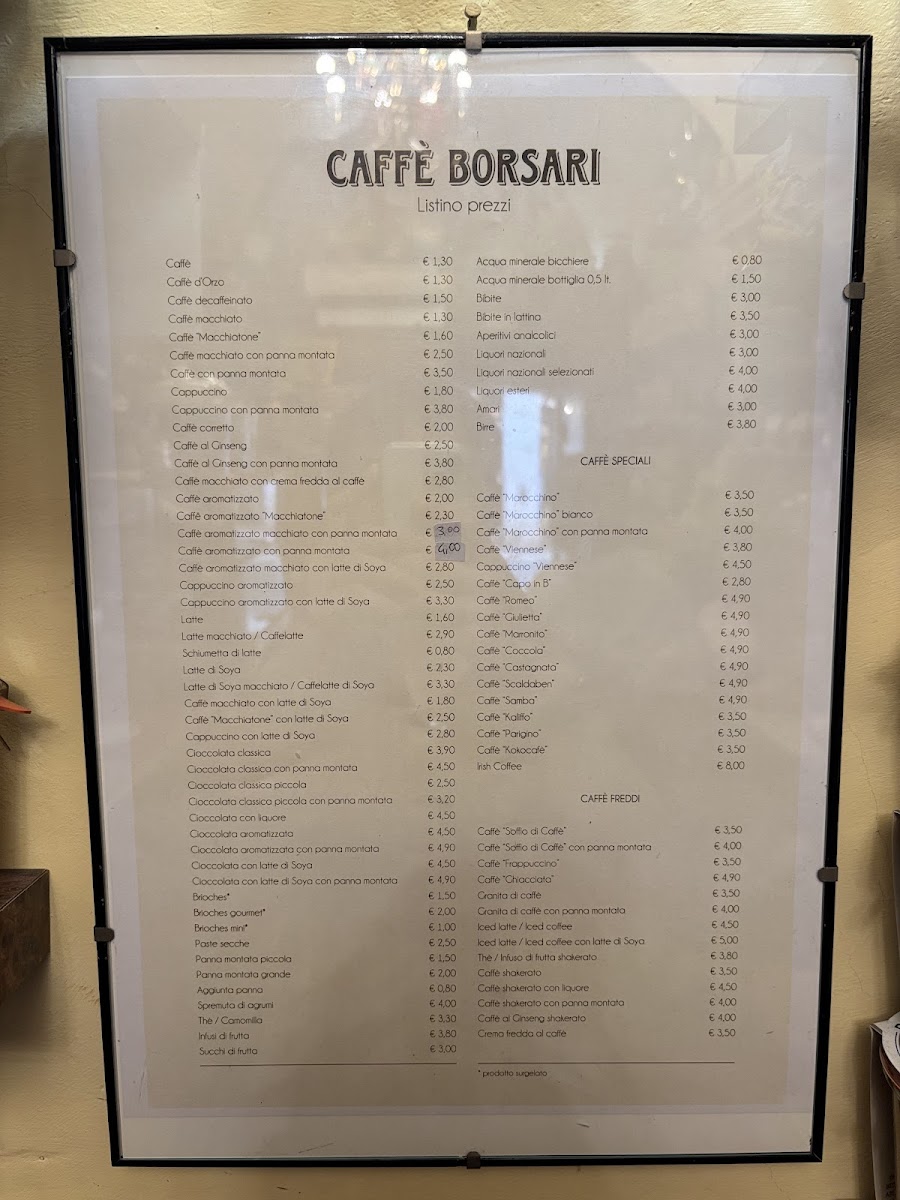 CAFFÈ BORSARI
Listino prezzi
Caffè € 1,30
Caffè d'Orzo € 1,30
Caffè decaffeinato € 1,50
Caffè macchiato € 1,30
Caffè "Macchiatone" € 1,60
Caffè macchiato con panna montata € 2,50
Caffè con panna montata € 3,50
Cappuccino € 1,80
Cappuccino con panna montata € 3,80
Caffè corretto € 2,00
Caffè al Ginseng € 2,50
Caffè al Ginseng con panna montata € 3,80
Caffè macchiato con crema fredda al caffè € 2,80
Caffè aromatizzato € 2,00
Caffè aromatizzato "Macchiatone" € 2,30
Caffè aromatizzato macchiato con panna montata € 3,00
Caffè aromatizzato con panna montata € 4,00
Caffè aromatizzato macchiato con latte di Soya € 2,80
Cappuccino aromatizzato € 2,50
Cappuccino aromatizzato con latte di Soya € 3,30
Latte € 1,60
Latte macchiato / Caffelatte € 2,90
Schiumetta di latte € 0,80
Latte di Soya € 2,30
Latte di Soya macchiato / Caffelatte di Soya € 3,30
Caffè macchiato con latte di Soya € 1,80
Caffè "Macchiatone" con latte di Soya € 2,50
Cappuccino con latte di Soya € 2,80
Cioccolata classica € 3,90
Cioccolata classica con panna montata € 4,50
Cioccolata classica piccola € 2,50
Cioccolata classica piccola con panna montata € 3,20
Cioccolata con liquore € 4,50
Cioccolata aromatizzata € 4,50
Cioccolata aromatizzata con panna montata € 4,90
Cioccolata con latte di Soya € 4,50
Cioccolata con latte di Soya con panna montata € 4,90
Brioches* € 1,50
Brioches gourmet* € 2,00
Brioches mini* € 1,00
Paste secche € 2,50
Panna montata piccola € 1,50
Panna montata grande € 2,00
Aggiunta panna € 0,80
Spremuta di agrumi € 4,00
Thè / Camomilla € 3,30
Infusi di frutta € 3,80
Succhi di frutta € 3,00
Acqua minerale bicchiere € 0,80
Acqua minerale bottiglia 0,5 lt. € 1,50
Bibite € 3,00
Bibite in lattina € 3,50
Aperitivi analcolici € 3,00
Liquori nazionali € 3,00
Liquori nazionali selezionati € 4,00
Liquori esteri € 4,00
Amari € 3,00
Birre € 3,80
CAFFÈ SPECIALI
Caffè "Marocchino" € 3,50
Caffè "Marocchino" bianco € 3,50
Caffè "Marocchino" con panna montata € 4,00
Caffè "Viennese" € 3,80
Cappuccino "Viennese" € 4,50
Caffè "Capo in B" € 2,80
Caffè "Romeo" € 4,90
Caffè "Giulietta" € 4,90
Caffè "Marronito" € 4,90
Caffè "Coccola" € 4,90
Caffè "Castagnata" € 4,90
Caffè "Scaldaben" € 4,90
Caffè "Samba" € 4,90
Caffè "Kaliffo" € 3,50
Caffè "Parigino" € 3,50
Caffè "Kokocafè" € 3,50
Irish Coffee € 8,00
CAFFÈ FREDDI
Caffè "Soffio di Caffè" € 3,50
Caffè "Soffio di Caffè" con panna montata € 4,00
Caffè "Frappuccino" € 3,50
Caffè "Ghiacciata" € 4,90
Granita di caffè € 3,50
Granita di caffè con panna montata € 4,00
Iced latte / Iced coffee € 4,50
Iced latte / Iced coffee con latte di Soya € 5,00
Thè / Infuso di frutta shakerato € 3,80
Caffè shakerato € 3,50
Caffè shakerato con liquore € 4,50
Caffè shakerato con panna montata € 4,00
Caffè al Ginseng shakerato € 4,00
Crema fredda al caffè € 3,50
* prodotto surgelato